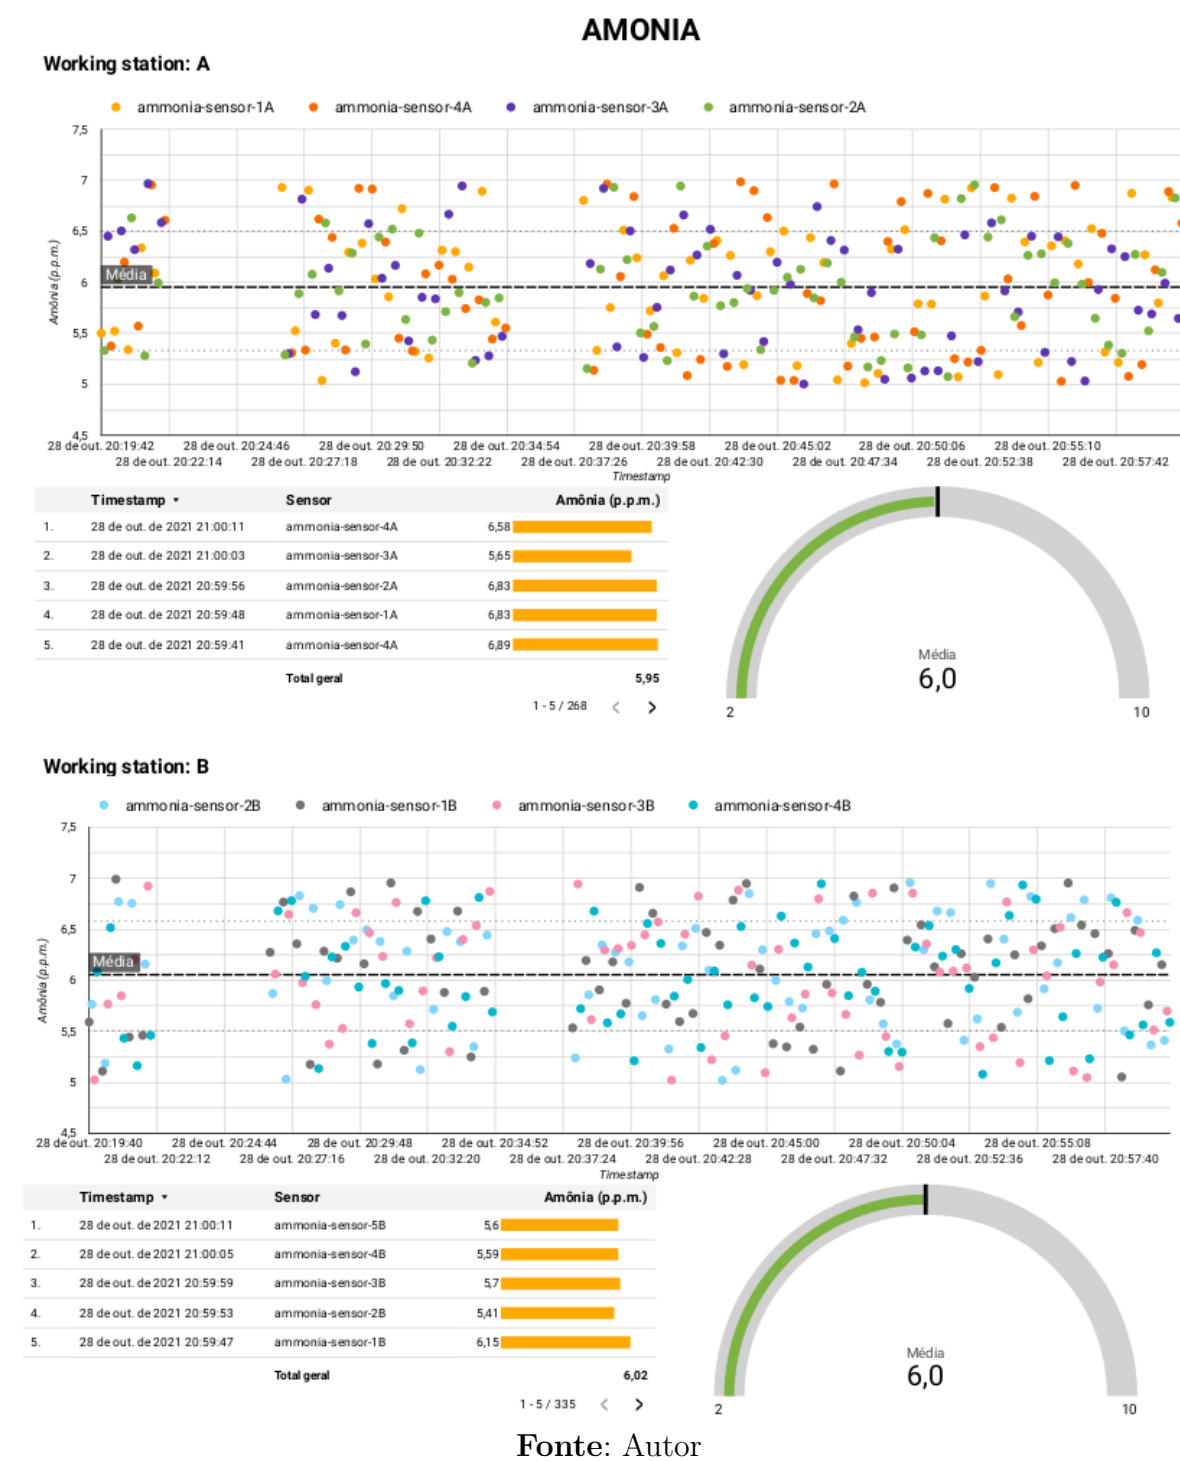 AMONIA
Working station: A
ammonia-sensor-1A ammonia-sensor-4A ammonia-sensor-3A ammonia-sensor-2A
7,5
7
6,5
6
5,5
5
4,5
Amônia (p.p.m.)
Média
28 de out. 20:19:42 28 de out. 20:24:46 28 de out. 20:29:50 28 de out. 20:34:54 28 de out. 20:39:58 28 de out. 20:45:02 28 de out. 20:50:06 28 de out. 20:55:10
28 de out. 20:22:14 28 de out. 20:27:18 28 de out. 20:32:22 28 de out. 20:37:26 28 de out. 20:42:30 28 de out. 20:47:34 28 de out. 20:52:38 28 de out. 20:57:42
Timestamp
Timestamp Sensor Amônia (p.p.m.)
1. 28 de out. de 2021 21:00:11 ammonia-sensor-4A 6,58
2. 28 de out. de 2021 21:00:03 ammonia-sensor-3A 5,65
3. 28 de out. de 2021 20:59:56 ammonia-sensor-2A 6,83
4. 28 de out. de 2021 20:59:48 ammonia-sensor-1A 6,83
5. 28 de out. de 2021 20:59:41 ammonia-sensor-4A 6,89
Total geral 5,95
1 - 5 / 268
Média
6,0
2 10
Working station: B
ammonia-sensor-2B ammonia-sensor-1B ammonia-sensor-3B ammonia-sensor-4B
7,5
7
6,5
6
5,5
5
4,5
Amônia (p.p.m.)
Média
28 de out. 20:19:40 28 de out. 20:24:44 28 de out. 20:29:48 28 de out. 20:34:52 28 de out. 20:39:56 28 de out. 20:45:00 28 de out. 20:50:04 28 de out. 20:55:08
28 de out. 20:22:12 28 de out. 20:27:16 28 de out. 20:32:20 28 de out. 20:37:24 28 de out. 20:42:28 28 de out. 20:47:32 28 de out. 20:52:36 28 de out. 20:57:40
Timestamp
Timestamp Sensor Amônia (p.p.m.)
1. 28 de out. de 2021 21:00:11 ammonia-sensor-5B 5,6
2. 28 de out. de 2021 21:00:05 ammonia-sensor-4B 5,59
3. 28 de out. de 2021 20:59:59 ammonia-sensor-3B 5,7
4. 28 de out. de 2021 20:59:53 ammonia-sensor-2B 5,41
5. 28 de out. de 2021 20:59:47 ammonia-sensor-1B 6,15
Total geral 6,02
1 - 5 / 335
Média
6,0
2 10
Fonte: Autor